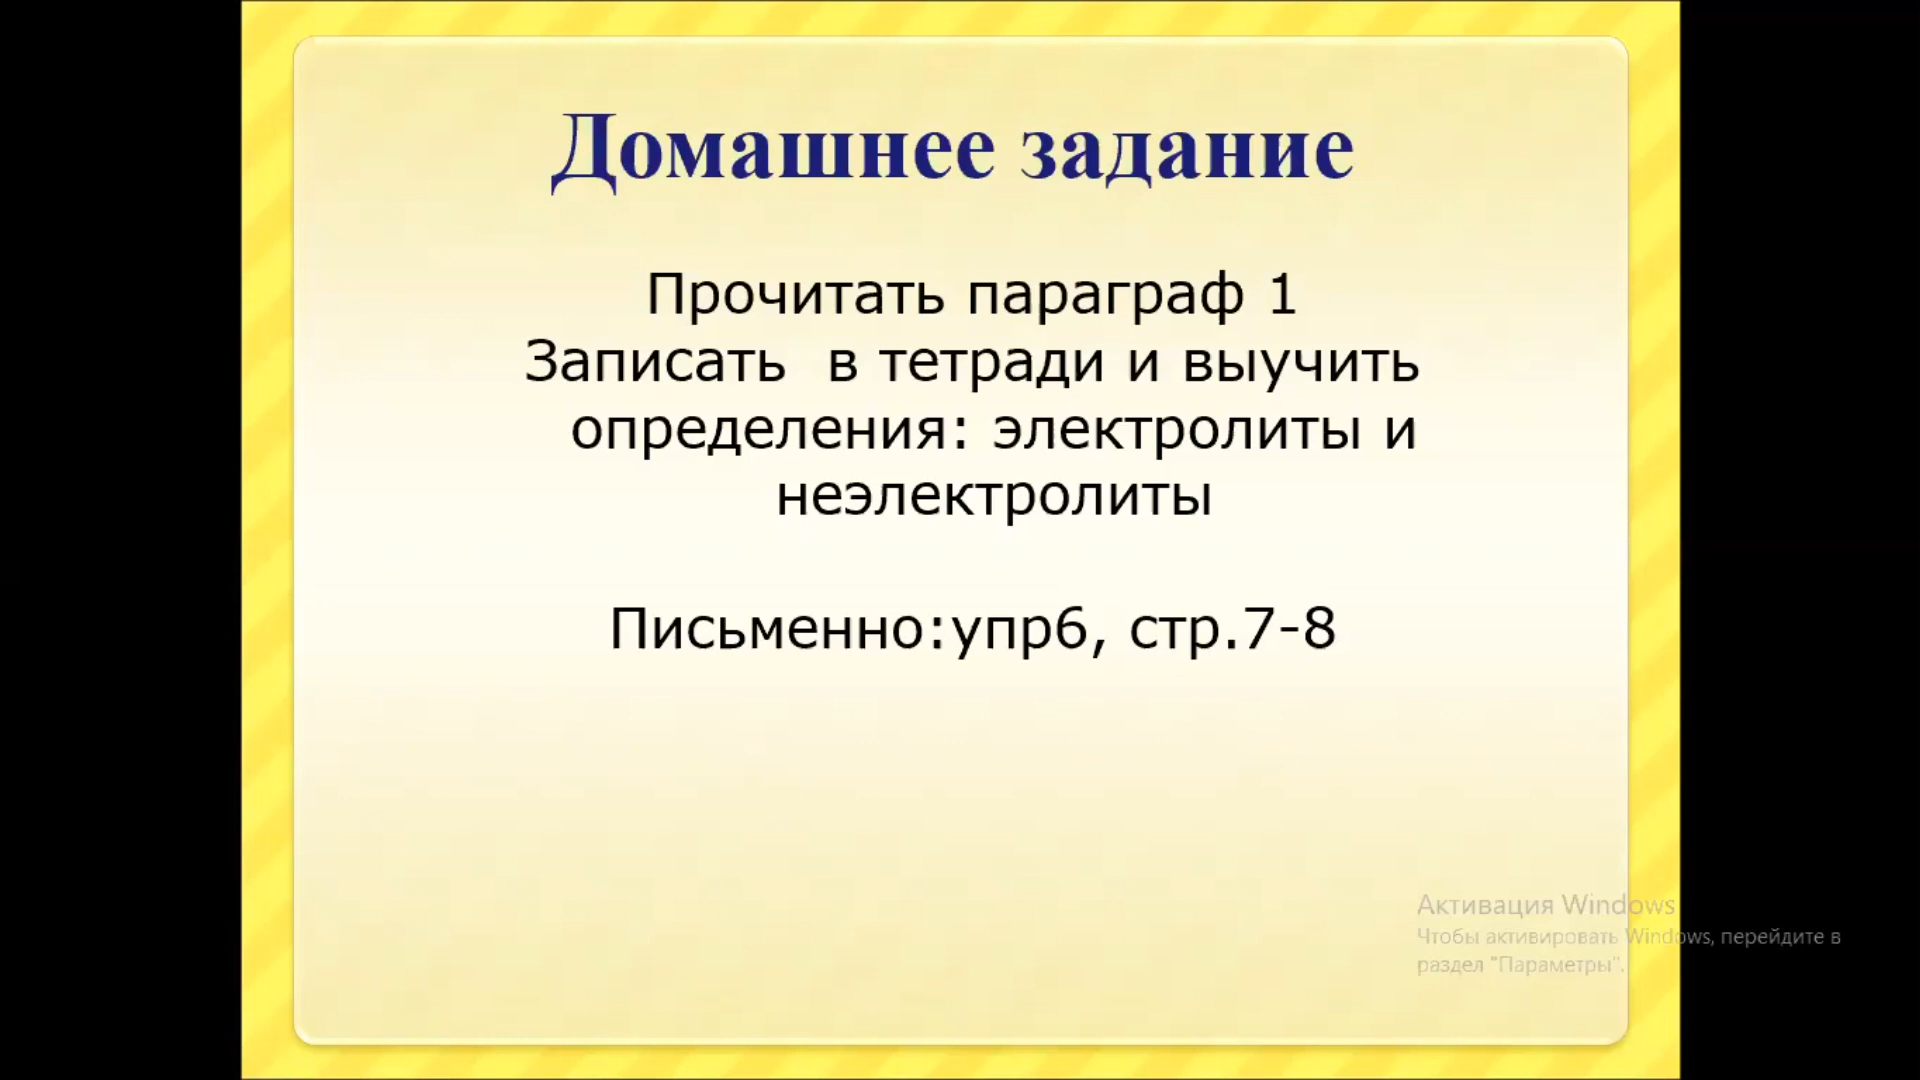 Домашнее задание
Прочитать параграф 1
Записать  в тетради и выучить
определения: электролиты и
неэлектролиты
Письменно:упр6, стр.7-8
Активация Windows
Чтобы активировать Windows, перейдите в
раздел "Параметры".